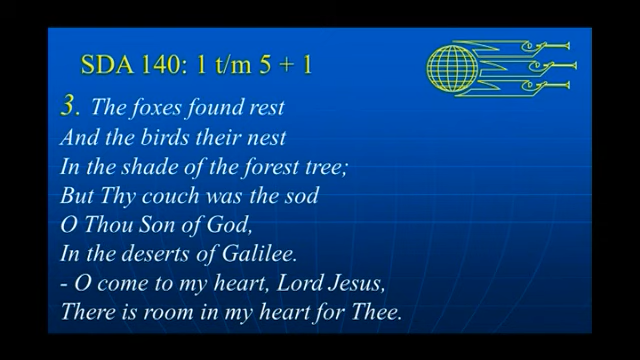 SDA 140: 1 t/m 5 + 1
3. The foxes found rest
And the birds their nest
In the shade of the forest tree;
But Thy couch was the sod
O Thou Son of God,
In the deserts of Galilee.
- O come to my heart, Lord Jesus,
There is room in my heart for Thee.